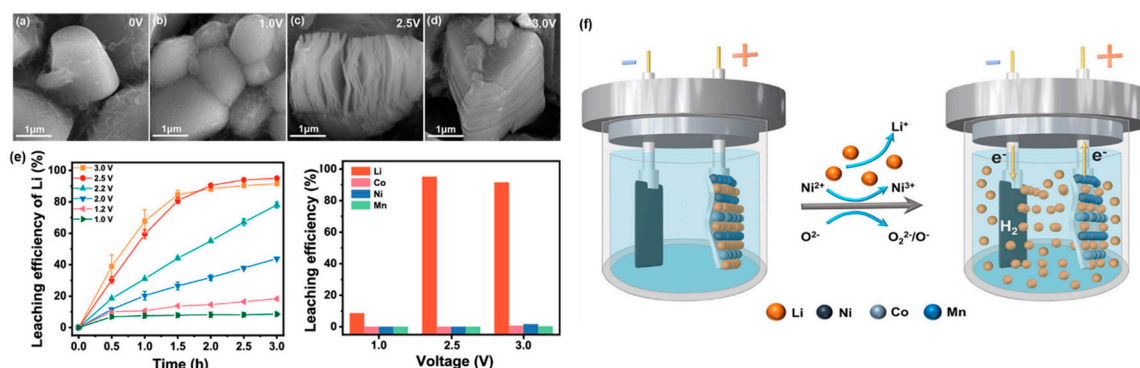 (a) 0V
1μm
(b) 1.0V
1μm
(c) 2.5V
1μm
(d) 3.0V
1μm
(e)
Leaching efficiency of Li (%)
100
80
60
40
20
0
3.0 V
2.5 V
2.2 V
2.0 V
1.2 V
1.0 V
0.0 0.5 1.0 1.5 2.0 2.5 3.0
Time (h)
Leaching efficiency (%)
100
80
60
40
20
0
Li
Co
Ni
Mn
1.0 2.5 3.0
Voltage (V)
(f)
− +
Li⁺
Ni²⁺ Ni³⁺
O²⁻ O₂²⁻/O⁻
− +
e⁻ e⁻
H₂
Li Ni Co Mn